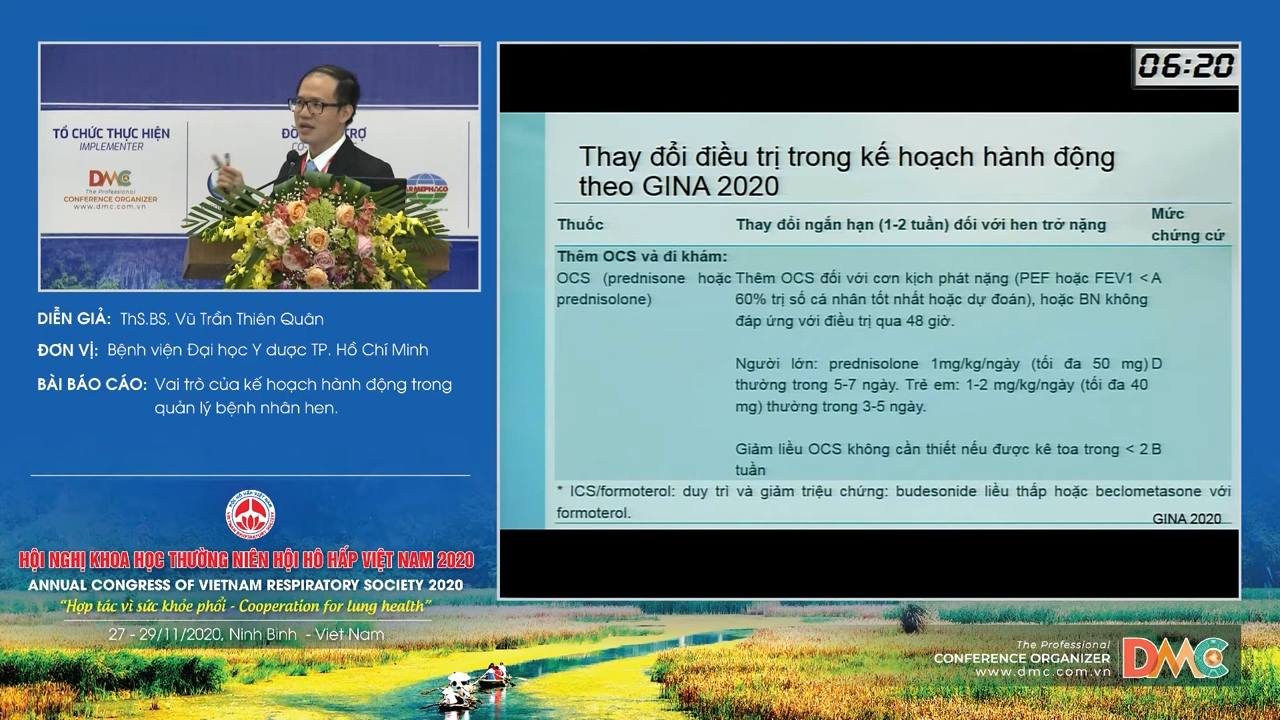 TỔ CHỨC THỰC HIỆN
IMPLEMENTER
DMC
The Professional
CONFERENCE ORGANIZER
www.dmc.com.vn
06:20
Thay đổi điều trị trong kế hoạch hành động
theo GINA 2020
Thuốc Thay đổi ngắn hạn (1-2 tuần) đối với hen trở nặng Mức
chứng cứ
Thêm OCS và đi khám:
OCS (prednisone hoặc Thêm OCS đối với cơn kịch phát nặng (PEF hoặc FEV1 < A
prednisolone) 60% trị số cá nhân tốt nhất hoặc dự đoán), hoặc BN không
đáp ứng với điều trị qua 48 giờ.
Người lớn: prednisolone 1mg/kg/ngày (tối đa 50 mg) D
thường trong 5-7 ngày. Trẻ em: 1-2 mg/kg/ngày (tối đa 40
mg) thường trong 3-5 ngày.
Giảm liều OCS không cần thiết nếu được kê toa trong < 2 B
tuần
* ICS/formoterol: duy trì và giảm triệu chứng: budesonide liều thấp hoặc beclometasone với
formoterol.
GINA 2020
DIỄN GIẢ: ThS.BS. Vũ Trần Thiên Quân
ĐƠN VỊ: Bệnh viện Đại học Y dược TP. Hồ Chí Minh
BÀI BÁO CÁO: Vai trò của kế hoạch hành động trong
quản lý bệnh nhân hen.
HỘI NGHỊ KHOA HỌC THƯỜNG NIÊN HỘI HÔ HẤP VIỆT NAM 2020
ANNUAL CONGRESS OF VIETNAM RESPIRATORY SOCIETY 2020
“Hợp tác vì sức khỏe phổi - Cooperation for lung health”
27 - 29/11/2020, Ninh Bình - Việt Nam
The Professional
CONFERENCE ORGANIZER
www.dmc.com.vn
DMC